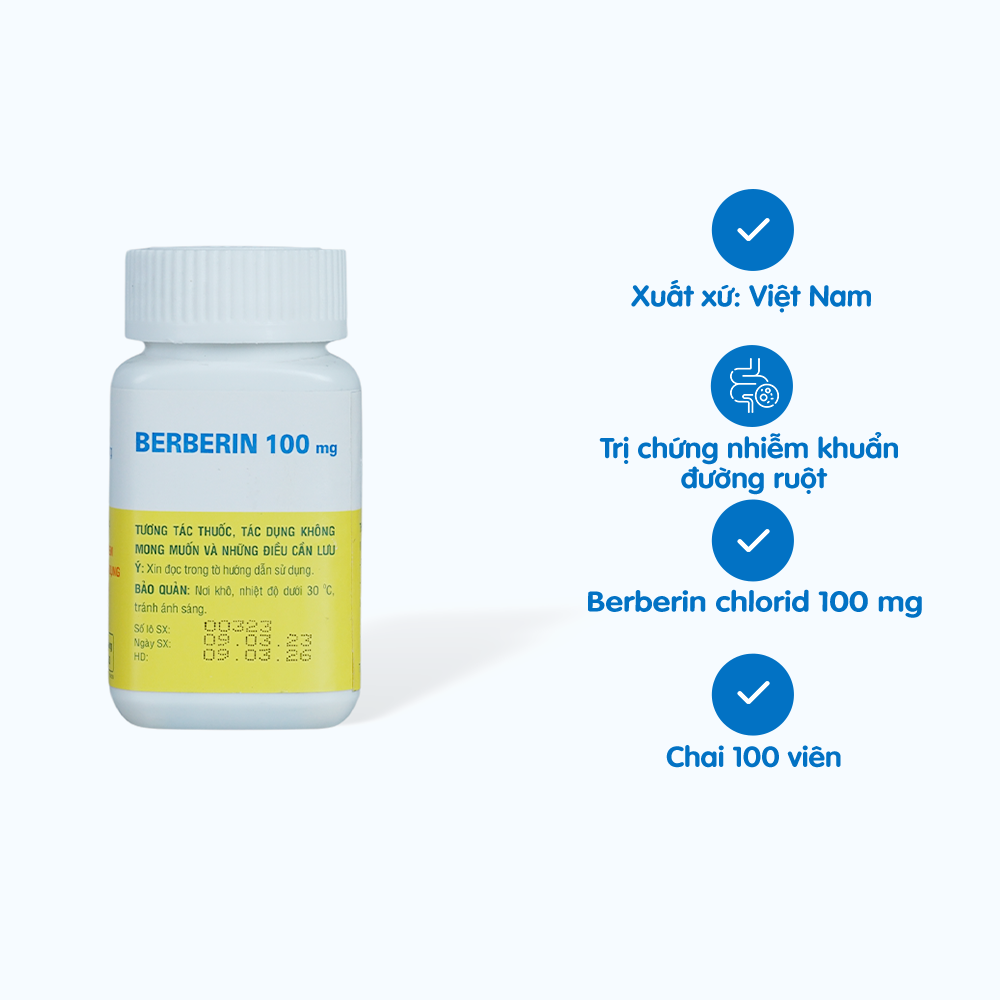 BERBERIN 100 mg
TƯƠNG TÁC THUỐC, TÁC DỤNG KHÔNG
MONG MUỐN VÀ NHỮNG ĐIỀU CẦN LƯU
Ý: Xin đọc trong tờ hướng dẫn sử dụng.
BẢO QUẢN: Nơi khô, nhiệt độ dưới 30 °C,
tránh ánh sáng.
Số lô SX: 00323
Ngày SX: 09.03.23
HD: 09.03.26
Xuất xứ: Việt Nam
Trị chứng nhiễm khuẩn
đường ruột
Berberin chlorid 100 mg
Chai 100 viên